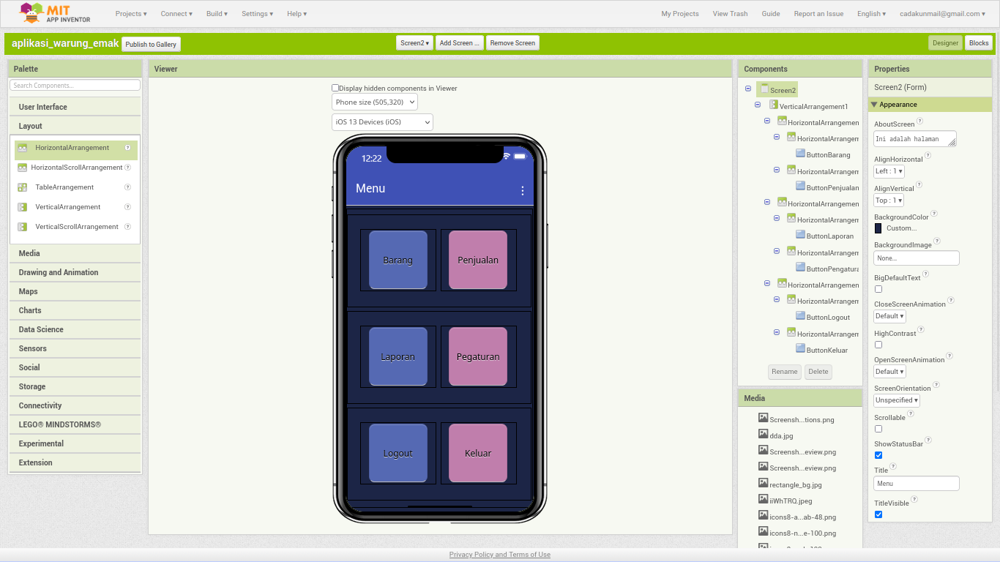 MIT
APP INVENTOR
Projects ▾ Connect ▾ Build ▾ Settings ▾ Help ▾ My Projects View Trash Guide Report an Issue English ▾ cadakunmail@gmail.com ▾
aplikasi_warung_emak Publish to Gallery Screen2 ▾ Add Screen ... Remove Screen Designer Blocks
Palette
Search Components...
User Interface
Layout
HorizontalArrangement ?
HorizontalScrollArrangement ?
TableArrangement ?
VerticalArrangement ?
VerticalScrollArrangement ?
Media
Drawing and Animation
Maps
Charts
Data Science
Sensors
Social
Storage
Connectivity
LEGO® MINDSTORMS®
Experimental
Extension
Viewer
Display hidden components in Viewer
Phone size (505,320)
iOS 13 Devices (iOS)
12:22
Menu
Barang Penjualan
Laporan Pegaturan
Logout Keluar
Components
Screen2
VerticalArrangement1
HorizontalArrangemen
HorizontalArrangem
ButtonBarang
HorizontalArrangem
ButtonPenjualan
HorizontalArrangemen
HorizontalArrangem
ButtonLaporan
HorizontalArrangem
ButtonPengatura
HorizontalArrangemen
HorizontalArrangem
ButtonLogout
HorizontalArrangem
ButtonKeluar
Rename Delete
Media
Screensh...tions.png
dda.jpg
Screensh...eview.png
Screensh...eview.png
rectangle_bg.jpg
iiWhTRQ.jpeg
icons8-a...ab-48.png
icons8-n...e-100.png
Properties
Screen2 (Form)
Appearance
AboutScreen ?
Ini adalah halaman
AlignHorizontal ?
Left : 1 ▾
AlignVertical ?
Top : 1 ▾
BackgroundColor ?
Custom...
BackgroundImage ?
None...
BigDefaultText ?
CloseScreenAnimation ?
Default ▾
HighContrast ?
OpenScreenAnimation ?
Default ▾
ScreenOrientation ?
Unspecified ▾
Scrollable ?
ShowStatusBar ?
Title ?
Menu
TitleVisible ?
Privacy Policy and Terms of Use